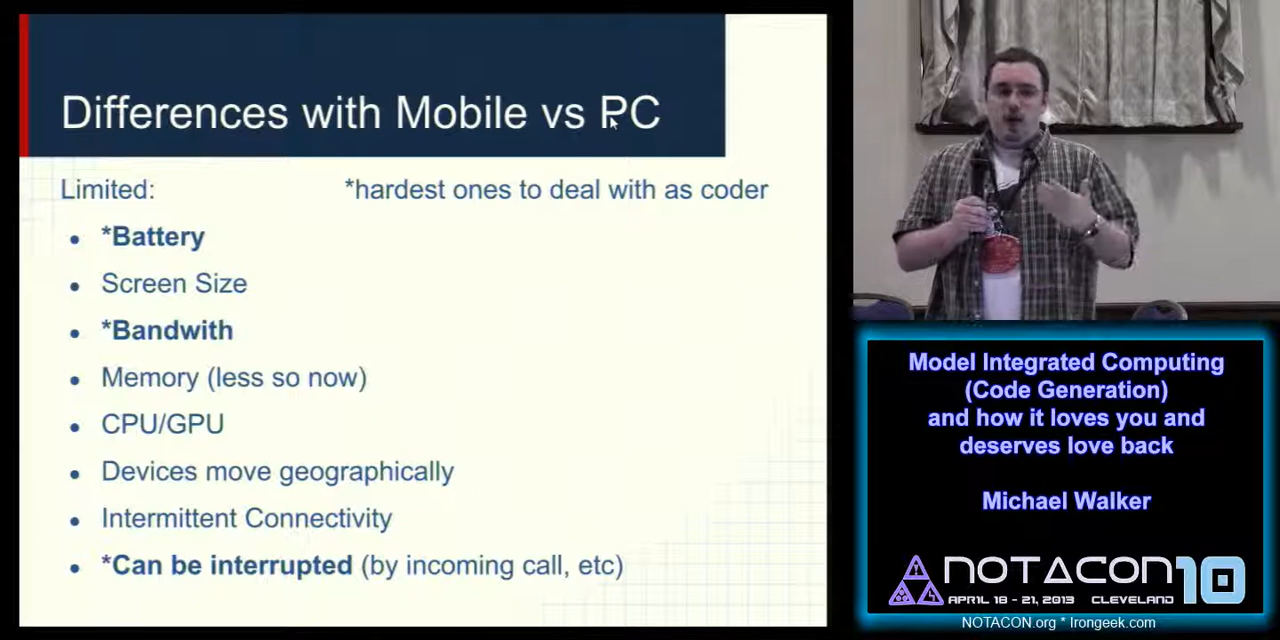 Differences with Mobile vs PC
Limited: *hardest ones to deal with as coder
*Battery
Screen Size
*Bandwith
Memory (less so now)
CPU/GPU
Devices move geographically
Intermittent Connectivity
*Can be interrupted (by incoming call, etc)
Model Integrated Computing
(Code Generation)
and how it loves you and
deserves love back
Michael Walker
NOTACON 10
APRIL 18 - 21, 2013 CLEVELAND
NOTACON.org * Irongeek.com